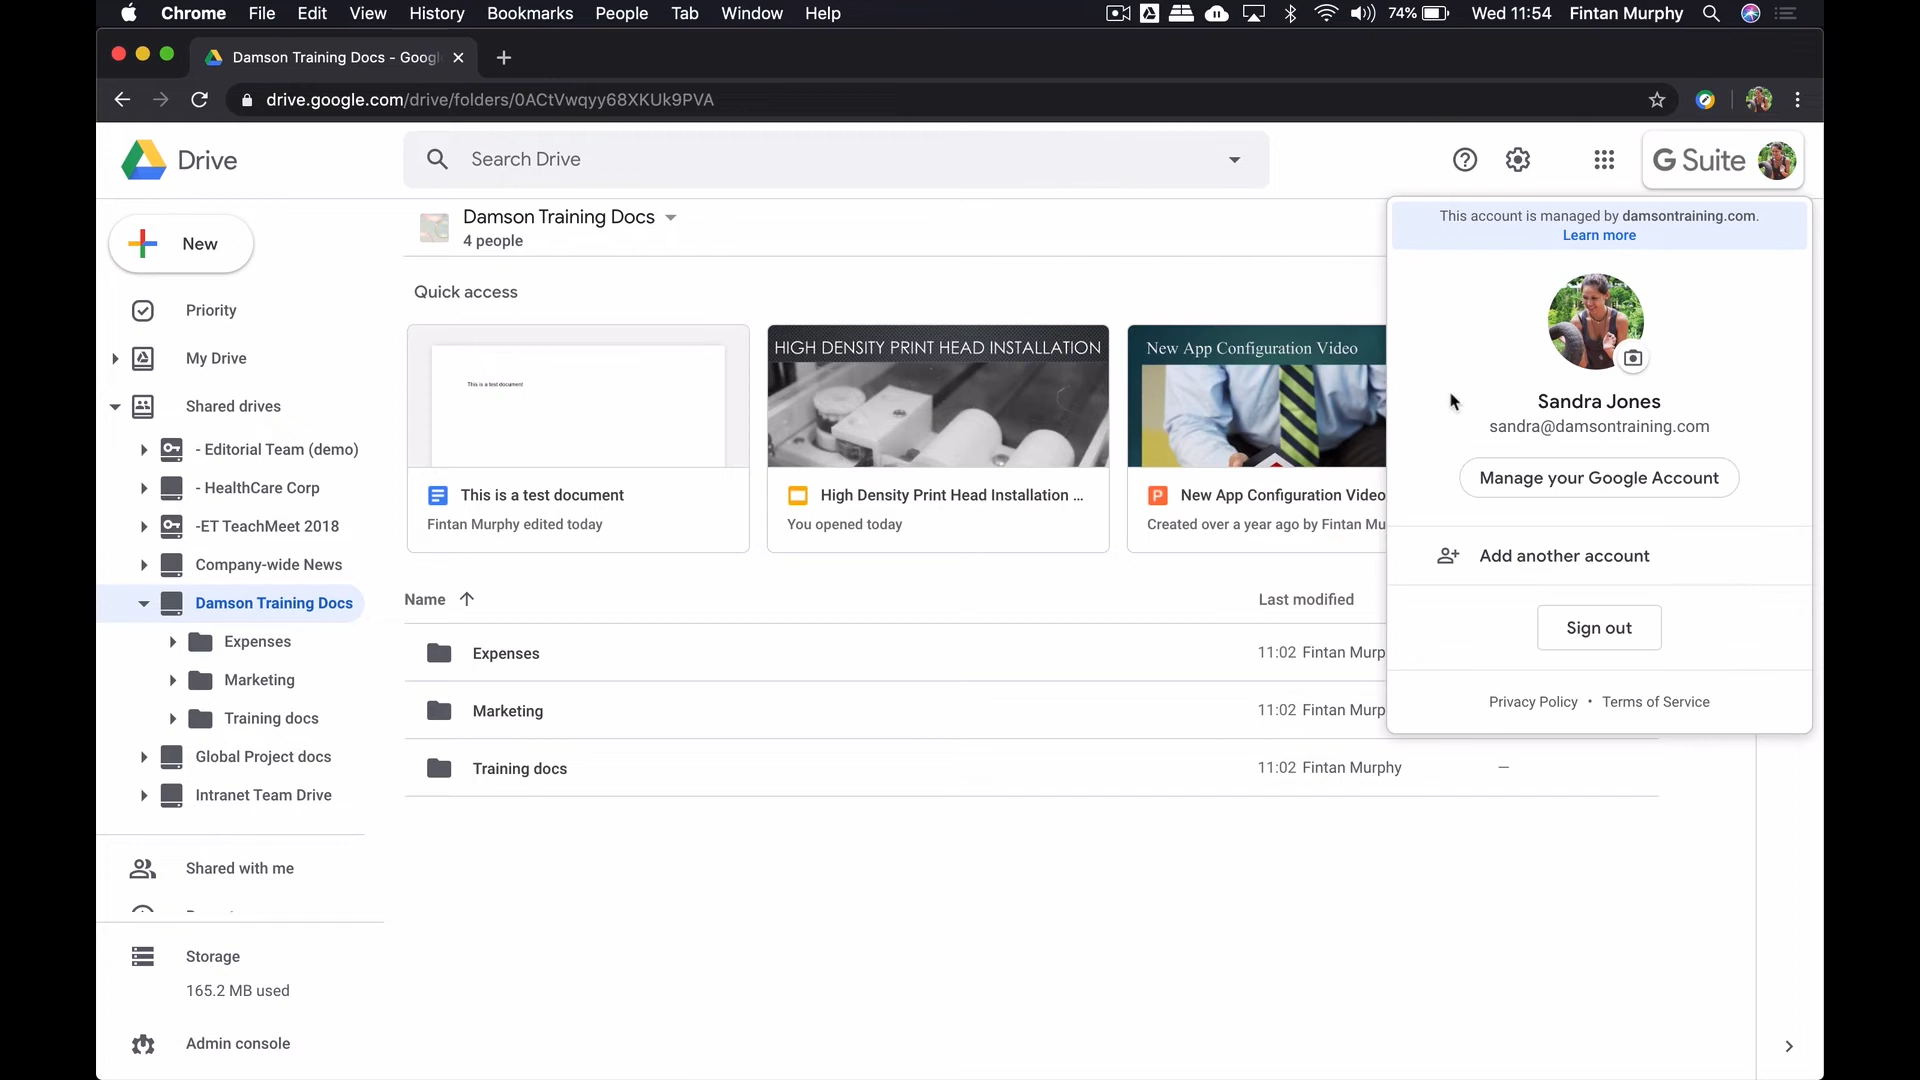 Chrome File Edit View History Bookmarks People Tab Window Help 74% Wed 11:54 Fintan Murphy
Damson Training Docs - Googl
drive.google.com/drive/folders/0ACtVwqyy68XKUk9PVA
Drive
Search Drive
G Suite
New
Priority
My Drive
Shared drives
- Editorial Team (demo)
- HealthCare Corp
-ET TeachMeet 2018
Company-wide News
Damson Training Docs
Expenses
Marketing
Training docs
Global Project docs
Intranet Team Drive
Shared with me
Storage
165.2 MB used
Admin console
Damson Training Docs
4 people
Quick access
This is a test document!
This is a test document
Fintan Murphy edited today
HIGH DENSITY PRINT HEAD INSTALLATION
High Density Print Head Installation ...
You opened today
New App Configuration Video
P New App Configuration Video
Created over a year ago by Fintan Mu
Name Last modified
Expenses 11:02 Fintan Murp
Marketing 11:02 Fintan Murp
Training docs 11:02 Fintan Murphy —
This account is managed by damsontraining.com.
Learn more
Sandra Jones
sandra@damsontraining.com
Manage your Google Account
Add another account
Sign out
Privacy Policy • Terms of Service